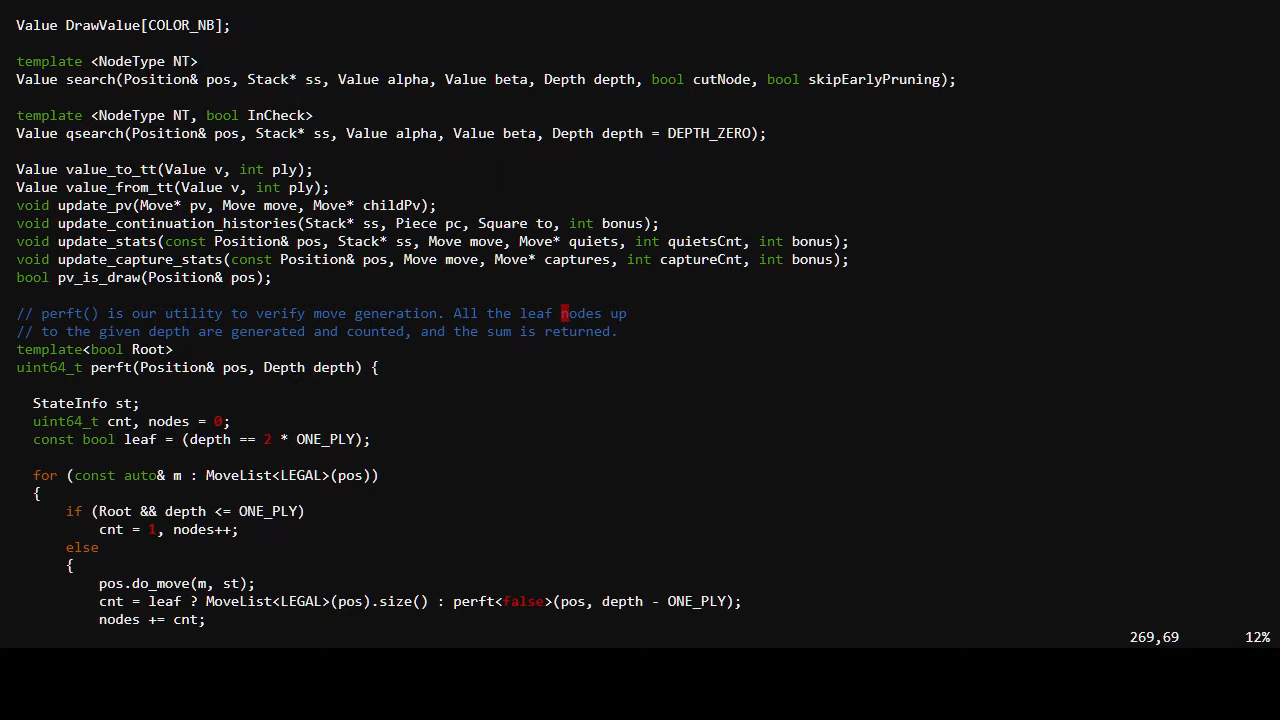 Value DrawValue[COLOR_NB];
template <NodeType NT>
Value search(Position& pos, Stack* ss, Value alpha, Value beta, Depth depth, bool cutNode, bool skipEarlyPruning);
template <NodeType NT, bool InCheck>
Value qsearch(Position& pos, Stack* ss, Value alpha, Value beta, Depth depth = DEPTH_ZERO);
Value value_to_tt(Value v, int ply);
Value value_from_tt(Value v, int ply);
void update_pv(Move* pv, Move move, Move* childPv);
void update_continuation_histories(Stack* ss, Piece pc, Square to, int bonus);
void update_stats(const Position& pos, Stack* ss, Move move, Move* quiets, int quietsCnt, int bonus);
void update_capture_stats(const Position& pos, Move move, Move* captures, int captureCnt, int bonus);
bool pv_is_draw(Position& pos);
// perft() is our utility to verify move generation. All the leaf nodes up
// to the given depth are generated and counted, and the sum is returned.
template<bool Root>
uint64_t perft(Position& pos, Depth depth) {
StateInfo st;
uint64_t cnt, nodes = 0;
const bool leaf = (depth == 2 * ONE_PLY);
for (const auto& m : MoveList<LEGAL>(pos))
{
if (Root && depth <= ONE_PLY)
cnt = 1, nodes++;
else
{
pos.do_move(m, st);
cnt = leaf ? MoveList<LEGAL>(pos).size() : perft<false>(pos, depth - ONE_PLY);
nodes += cnt;
269,69 12%